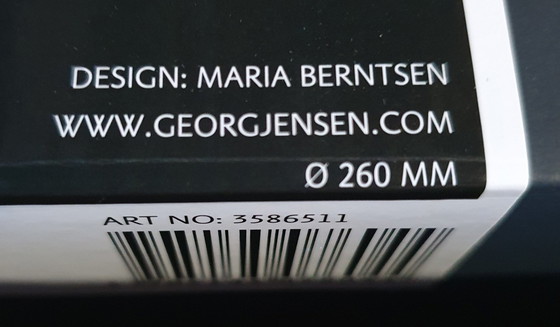 DESIGN: MARIA BERNTSEN
WWW.GEORGJENSEN.COM
Ø 260 MM
ART NO: 3586511